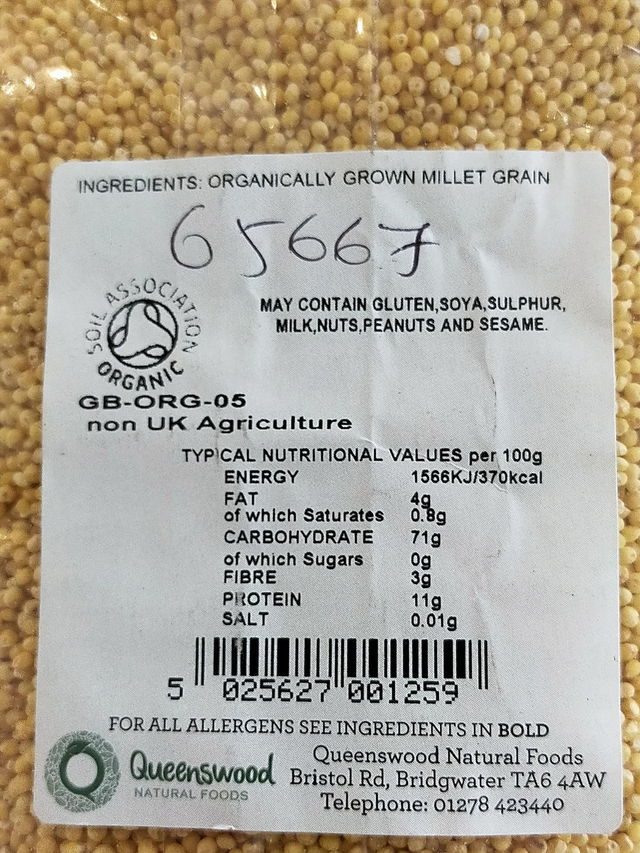 INGREDIENTS: ORGANICALLY GROWN MILLET GRAIN
65667
SOIL ASSOCIATION
ORGANIC
MAY CONTAIN GLUTEN,SOYA,SULPHUR,
MILK,NUTS,PEANUTS AND SESAME.
GB-ORG-05
non UK Agriculture
TYPICAL NUTRITIONAL VALUES per 100g
ENERGY 1566KJ/370kcal
FAT 4g
of which Saturates 0.8g
CARBOHYDRATE 71g
of which Sugars 0g
FIBRE 3g
PROTEIN 11g
SALT 0.01g
5 025627 001259
FOR ALL ALLERGENS SEE INGREDIENTS IN BOLD
Queenswood
NATURAL FOODS
Queenswood Natural Foods
Bristol Rd, Bridgwater TA6 4AW
Telephone: 01278 423440